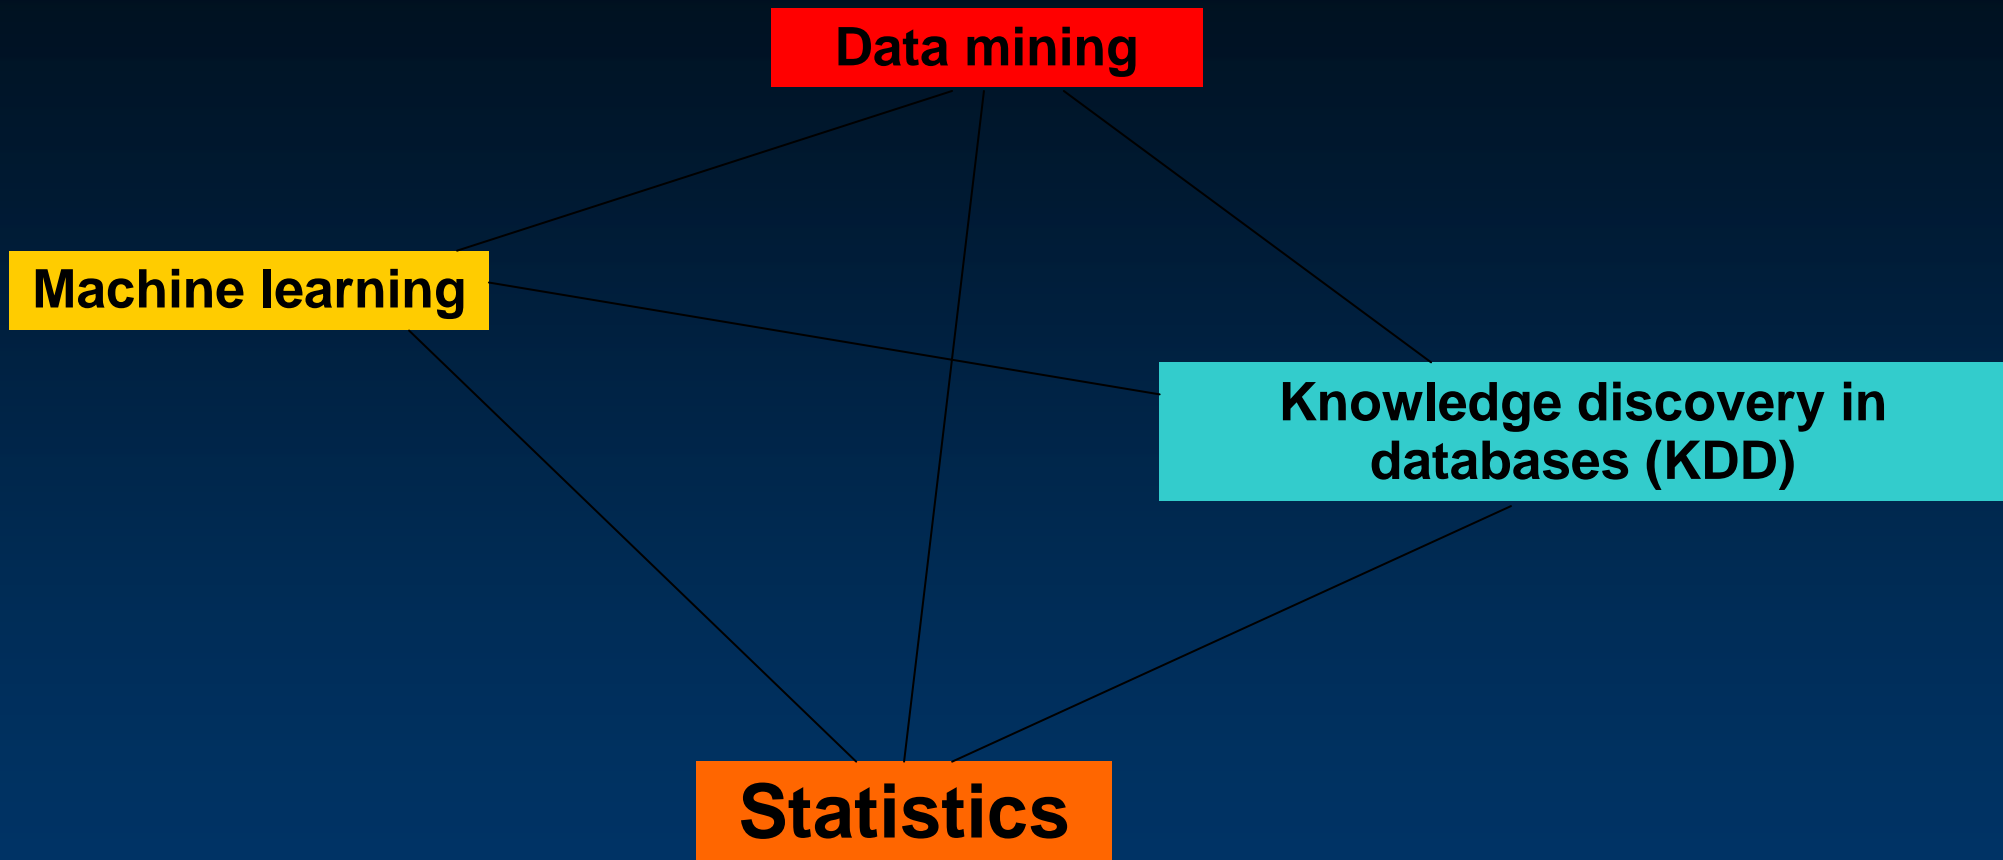 Data mining
Machine learning
Knowledge discovery in
databases (KDD)
Statistics